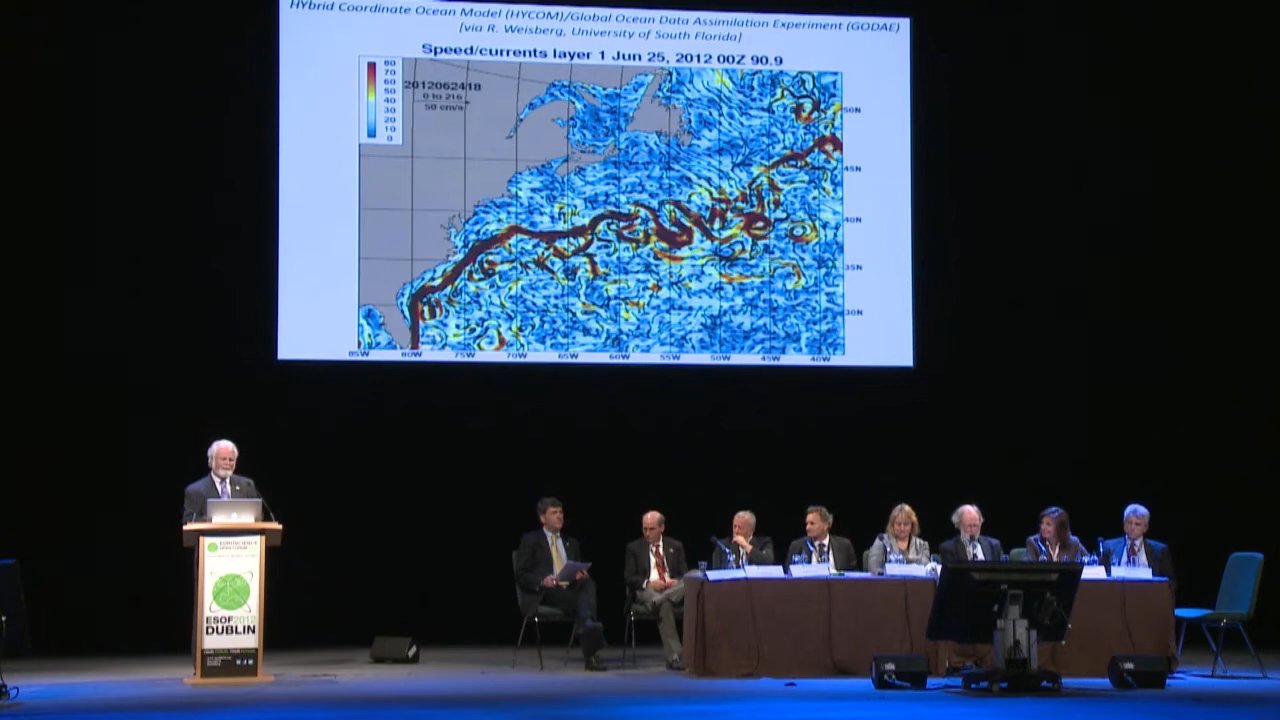 HYbrid Coordinate Ocean Model (HYCOM)/Global Ocean Data Assimilation Experiment (GODAE)
[via R. Weisberg, University of South Florida]
Speed/currents layer 1 Jun 25, 2012 00Z 90.9
80
70
60
50
40
30
20
10
0
2012062418
0 to 216
50 cm/s
50N
45N
40N
35N
30N
85W 80W 75W 70W 65W 60W 55W 50W 45W 40W
EUROSCIENCE
OPEN FORUM
ESOF2012
DUBLIN